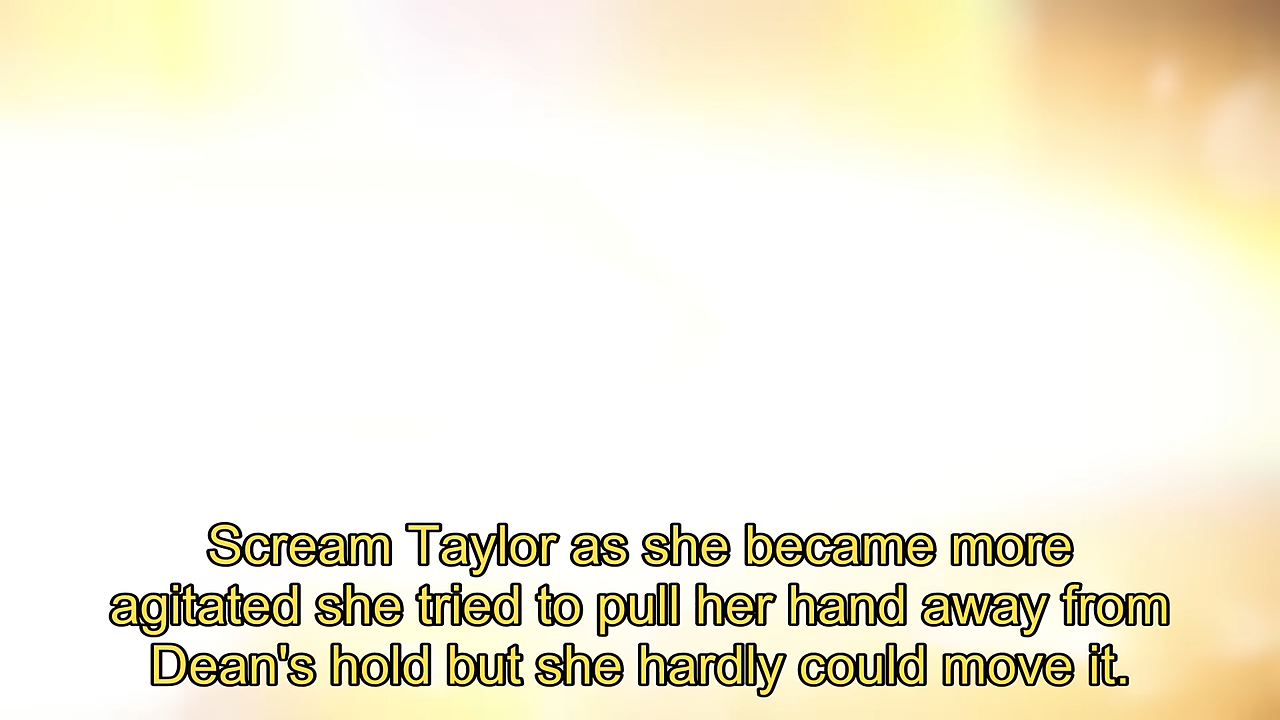 Scream Taylor as she became more
agitated she tried to pull her hand away from
Dean's hold but she hardly could move it.